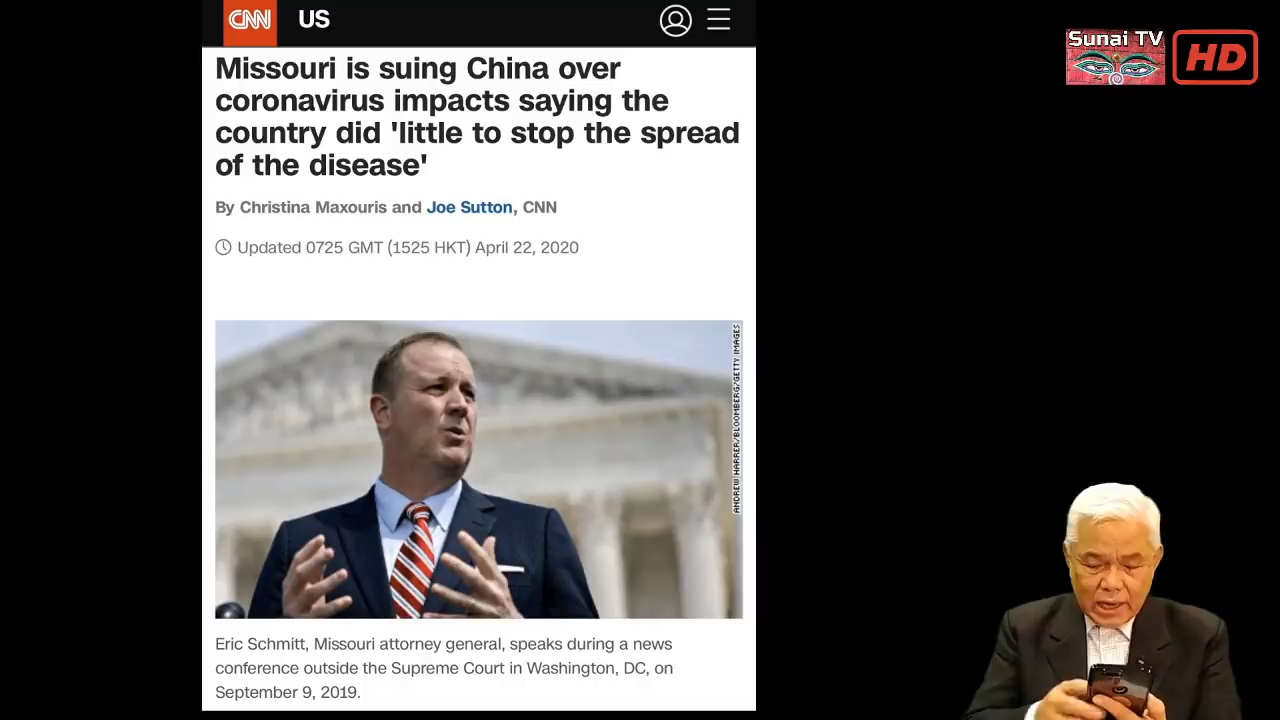 CNN US
Sunai TV
HD
Missouri is suing China over
coronavirus impacts saying the
country did 'little to stop the spread
of the disease'
By Christina Maxouris and Joe Sutton, CNN
Updated 0725 GMT (1525 HKT) April 22, 2020
ANDREW HARRER/BLOOMBERG/GETTY IMAGES
Eric Schmitt, Missouri attorney general, speaks during a news
conference outside the Supreme Court in Washington, DC, on
September 9, 2019.